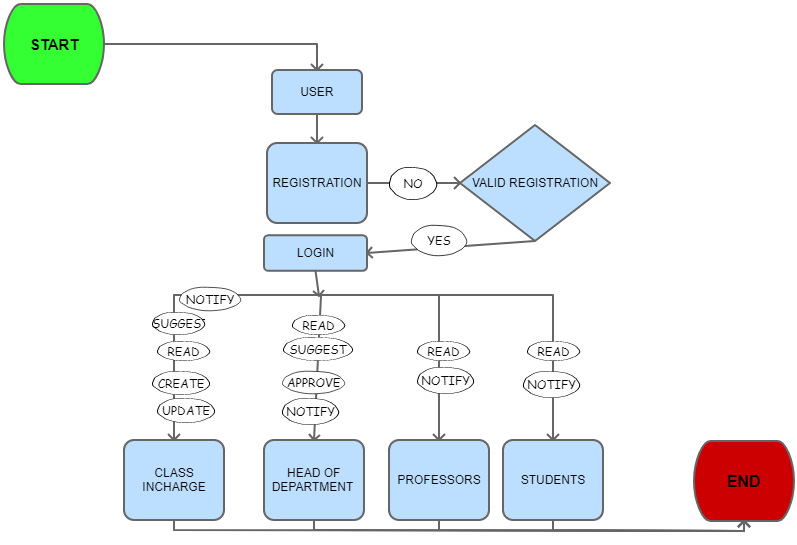 START
USER
REGISTRATION
NO
VALID REGISTRATION
YES
LOGIN
NOTIFY
SUGGEST
READ
CREATE
UPDATE
READ
SUGGEST
APPROVE
NOTIFY
READ
NOTIFY
READ
NOTIFY
CLASS
INCHARGE
HEAD OF
DEPARTMENT
PROFESSORS
STUDENTS
END